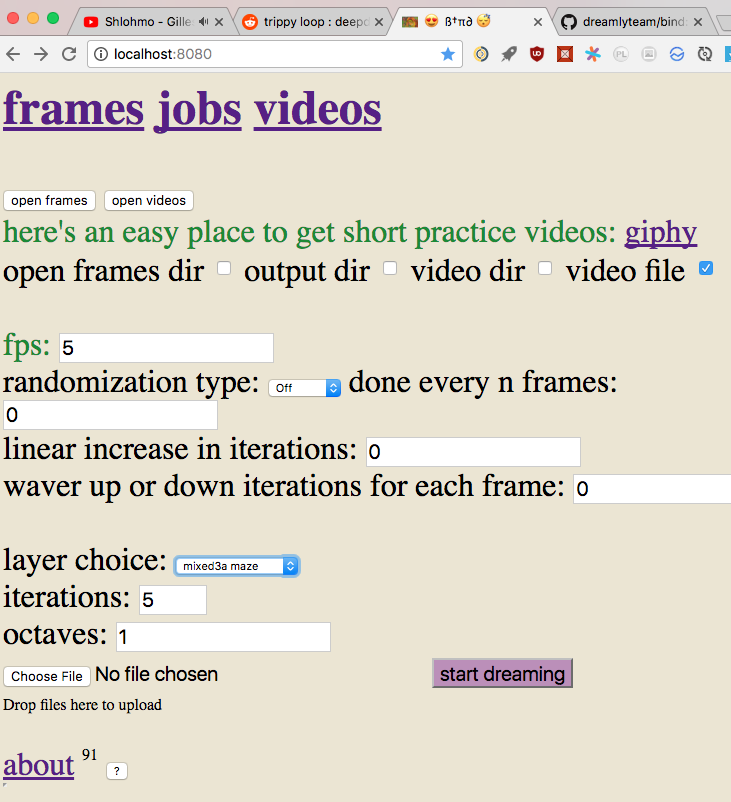 Shlohmo - Gilles
trippy loop : deepd
ß†π∂
dreamlyteam/bind
localhost:8080
frames jobs videos
open frames open videos
here's an easy place to get short practice videos: giphy
open frames dir output dir video dir video file
fps: 5
randomization type: Off done every n frames:
0
linear increase in iterations: 0
waver up or down iterations for each frame: 0
layer choice: mixed3a maze
iterations: 5
octaves: 1
Choose File No file chosen start dreaming
Drop files here to upload
about 91 ?